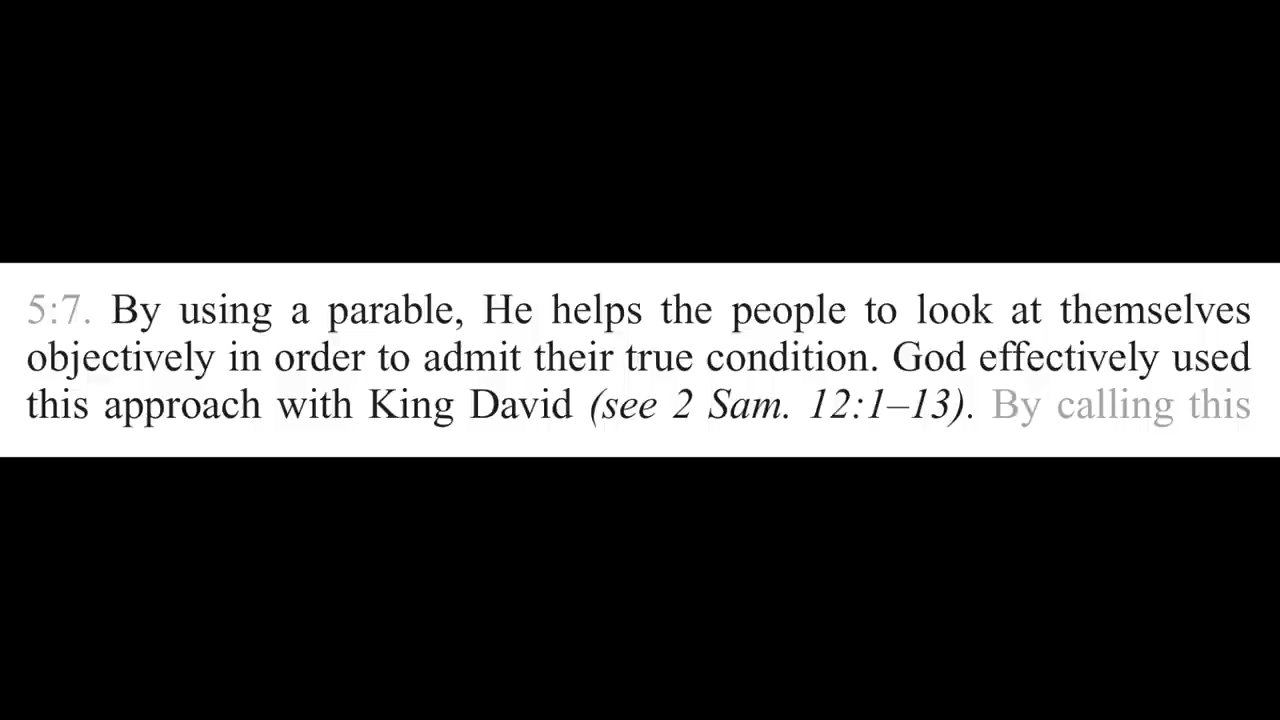 5:7. By using a parable, He helps the people to look at themselves
objectively in order to admit their true condition. God effectively used
this approach with King David (see 2 Sam. 12:1–13). By calling this